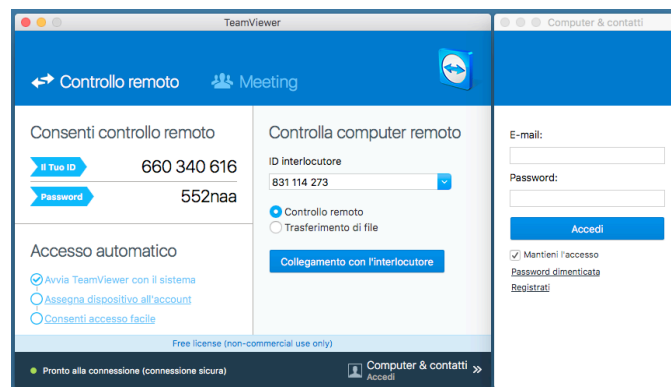 TeamViewer
Controllo remoto
Meeting
Consenti controllo remoto
Il Tuo ID
660 340 616
Password
552naa
Accesso automatico
Avvia TeamViewer con il sistema
Assegna dispositivo all'account
Consenti accesso facile
Controlla computer remoto
ID interlocutore
831 114 273
Controllo remoto
Trasferimento di file
Collegamento con l'interlocutore
Free license (non-commercial use only)
Pronto alla connessione (connessione sicura)
Computer & contatti
Accedi
Computer & contatti
E-mail:
Password:
Accedi
Mantieni l'accesso
Password dimenticata
Registrati